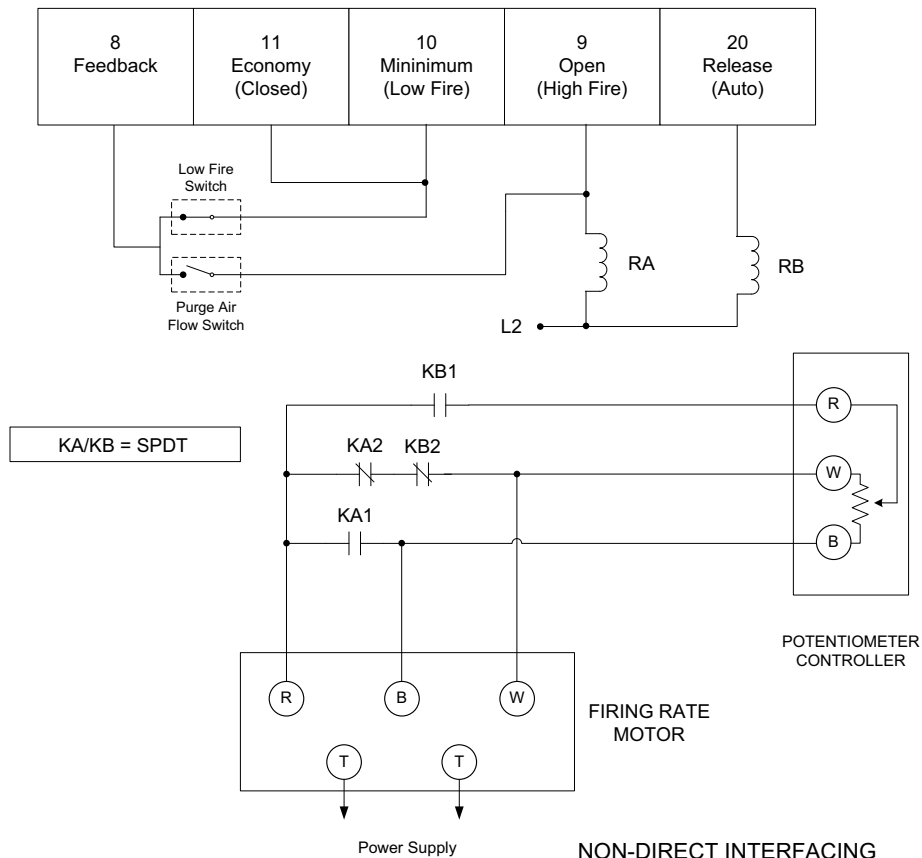 8
Feedback
11
Economy
(Closed)
10
Mininimum
(Low Fire)
9
Open
(High Fire)
20
Release
(Auto)
Low Fire
Switch
Purge Air
Flow Switch
RA
RB
L2
KB1
KA/KB = SPDT
KA2
KB2
KA1
R
W
B
POTENTIOMETER
CONTROLLER
R
B
W
FIRING RATE
MOTOR
T
T
Power Supply
NON-DIRECT INTERFACING